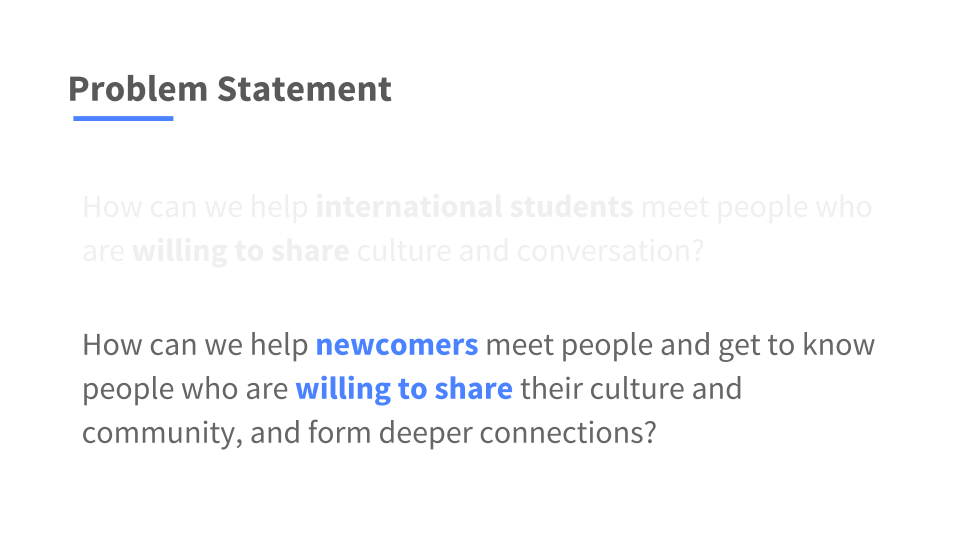 Problem Statement
How can we help international students meet people who
are willing to share culture and conversation?
How can we help newcomers meet people and get to know
people who are willing to share their culture and
community, and form deeper connections?